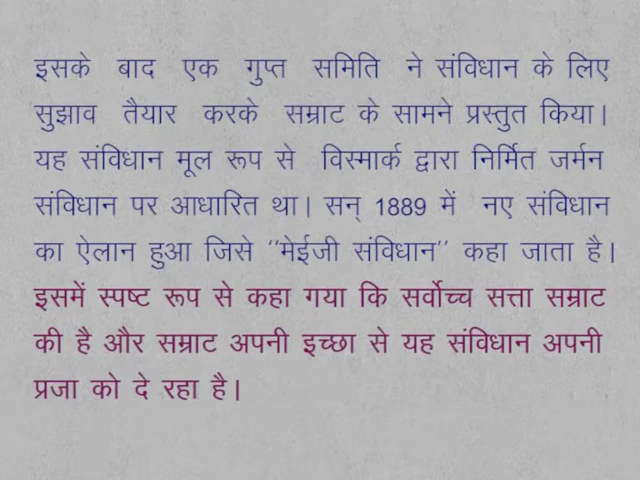 इसके बाद एक गुप्त समिति ने संविधान के लिए
सुझाव तैयार करके सम्राट के सामने प्रस्तुत किया।
यह संविधान मूल रूप से विस्मार्क द्वारा निर्मित जर्मन
संविधान पर आधारित था। सन् 1889 में नए संविधान
का ऐलान हुआ जिसे ''मेईजी संविधान'' कहा जाता है।
इसमें स्पष्ट रूप से कहा गया कि सर्वोच्च सत्ता सम्राट
की है और सम्राट अपनी इच्छा से यह संविधान अपनी
प्रजा को दे रहा है।